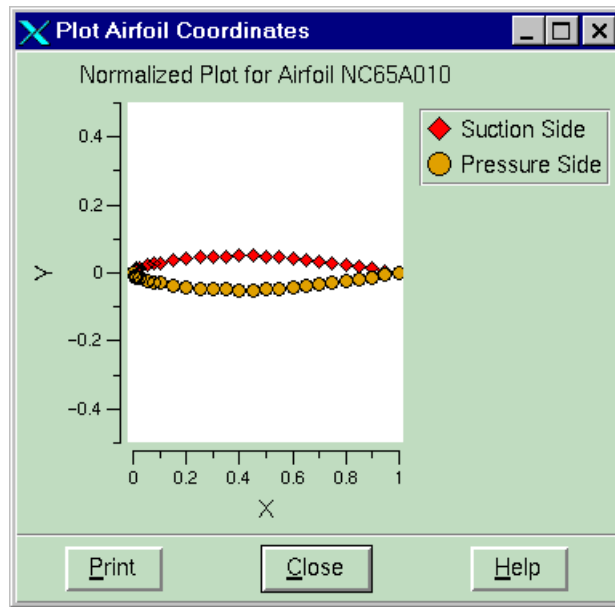 Plot Airfoil Coordinates
Normalized Plot for Airfoil NC65A010
Suction Side
Pressure Side
0.4
0.2
0
-0.2
-0.4
Y
0 0.2 0.4 0.6 0.8 1
X
Print Close Help